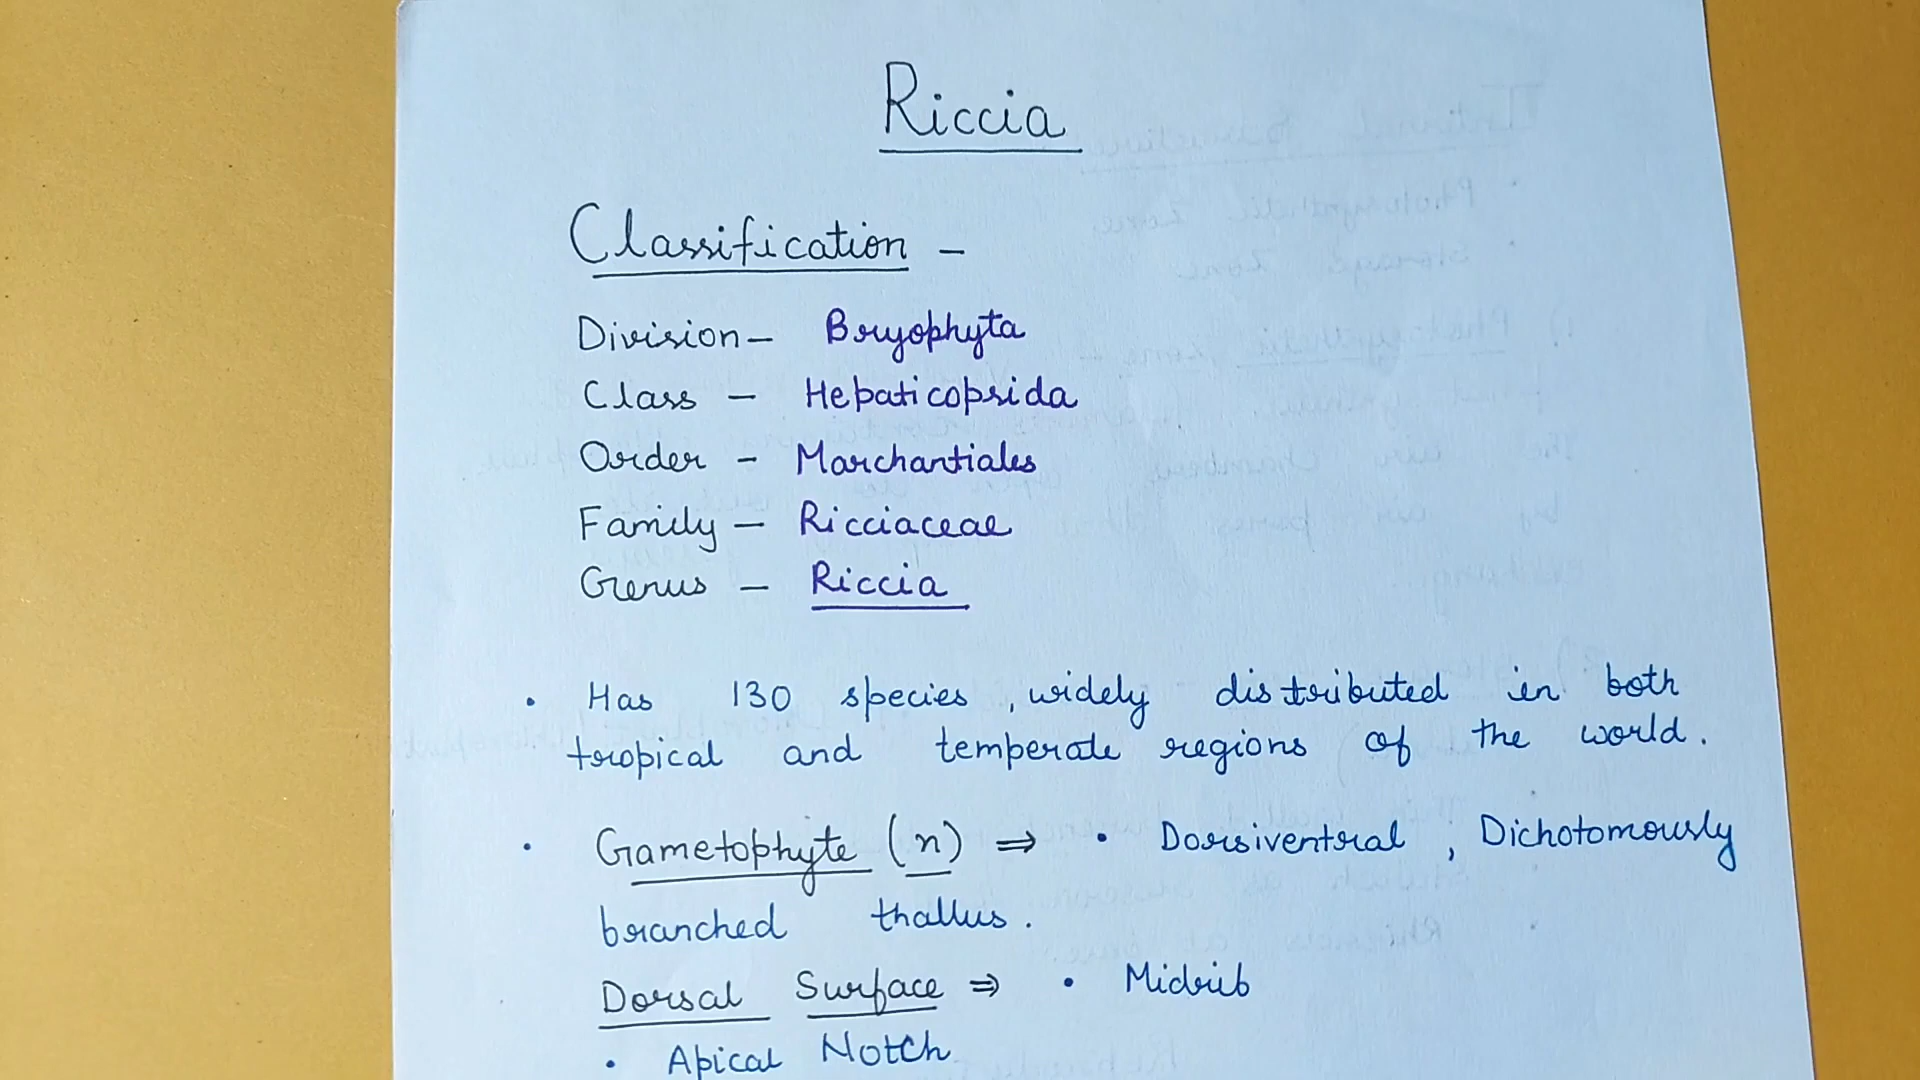 Riccia
Classification -
Division- Bryophyta
Class - Hepaticopsida
Order - Marchantiales
Family - Ricciaceae
Genus - Riccia
• Has 130 species, widely distributed in both
tropical and temperate regions of the world.
• Gametophyte (n) ⇒ • Dorsiventral, Dichotomously
branched thallus.
Dorsal Surface ⇒ • Midrib
• Apical Notch